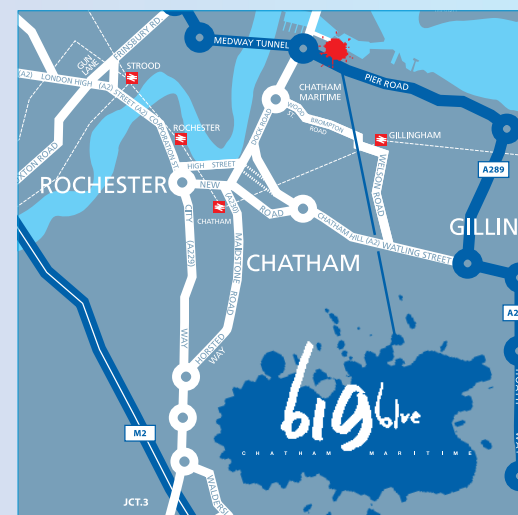 FRINSBURY RD
GUN LANE
STROOD
(A2) LONDON HIGH (A2) STREET (A2) CORPORATION ST
MEDWAY TUNNEL
PIER ROAD
CHATHAM
MARITIME
DOCK ROAD
WOOD ST
BROMPTON
ROAD
ROCHESTER
GILLINGHAM
XTON ROAD
HIGH STREET
ROCHESTER
NEW
ROAD
(A230)
MAIDSTONE ROAD
CHATHAM
CHATHAM HILL (A2) WATLING STREET
WELSON ROAD
A289
GILLIN
CITY (A229)
WAY
CHATHAM
HORSTED
WAY
A2
big blue
CHATHAM MARITIME
M2
JCT.3
WALDERSL